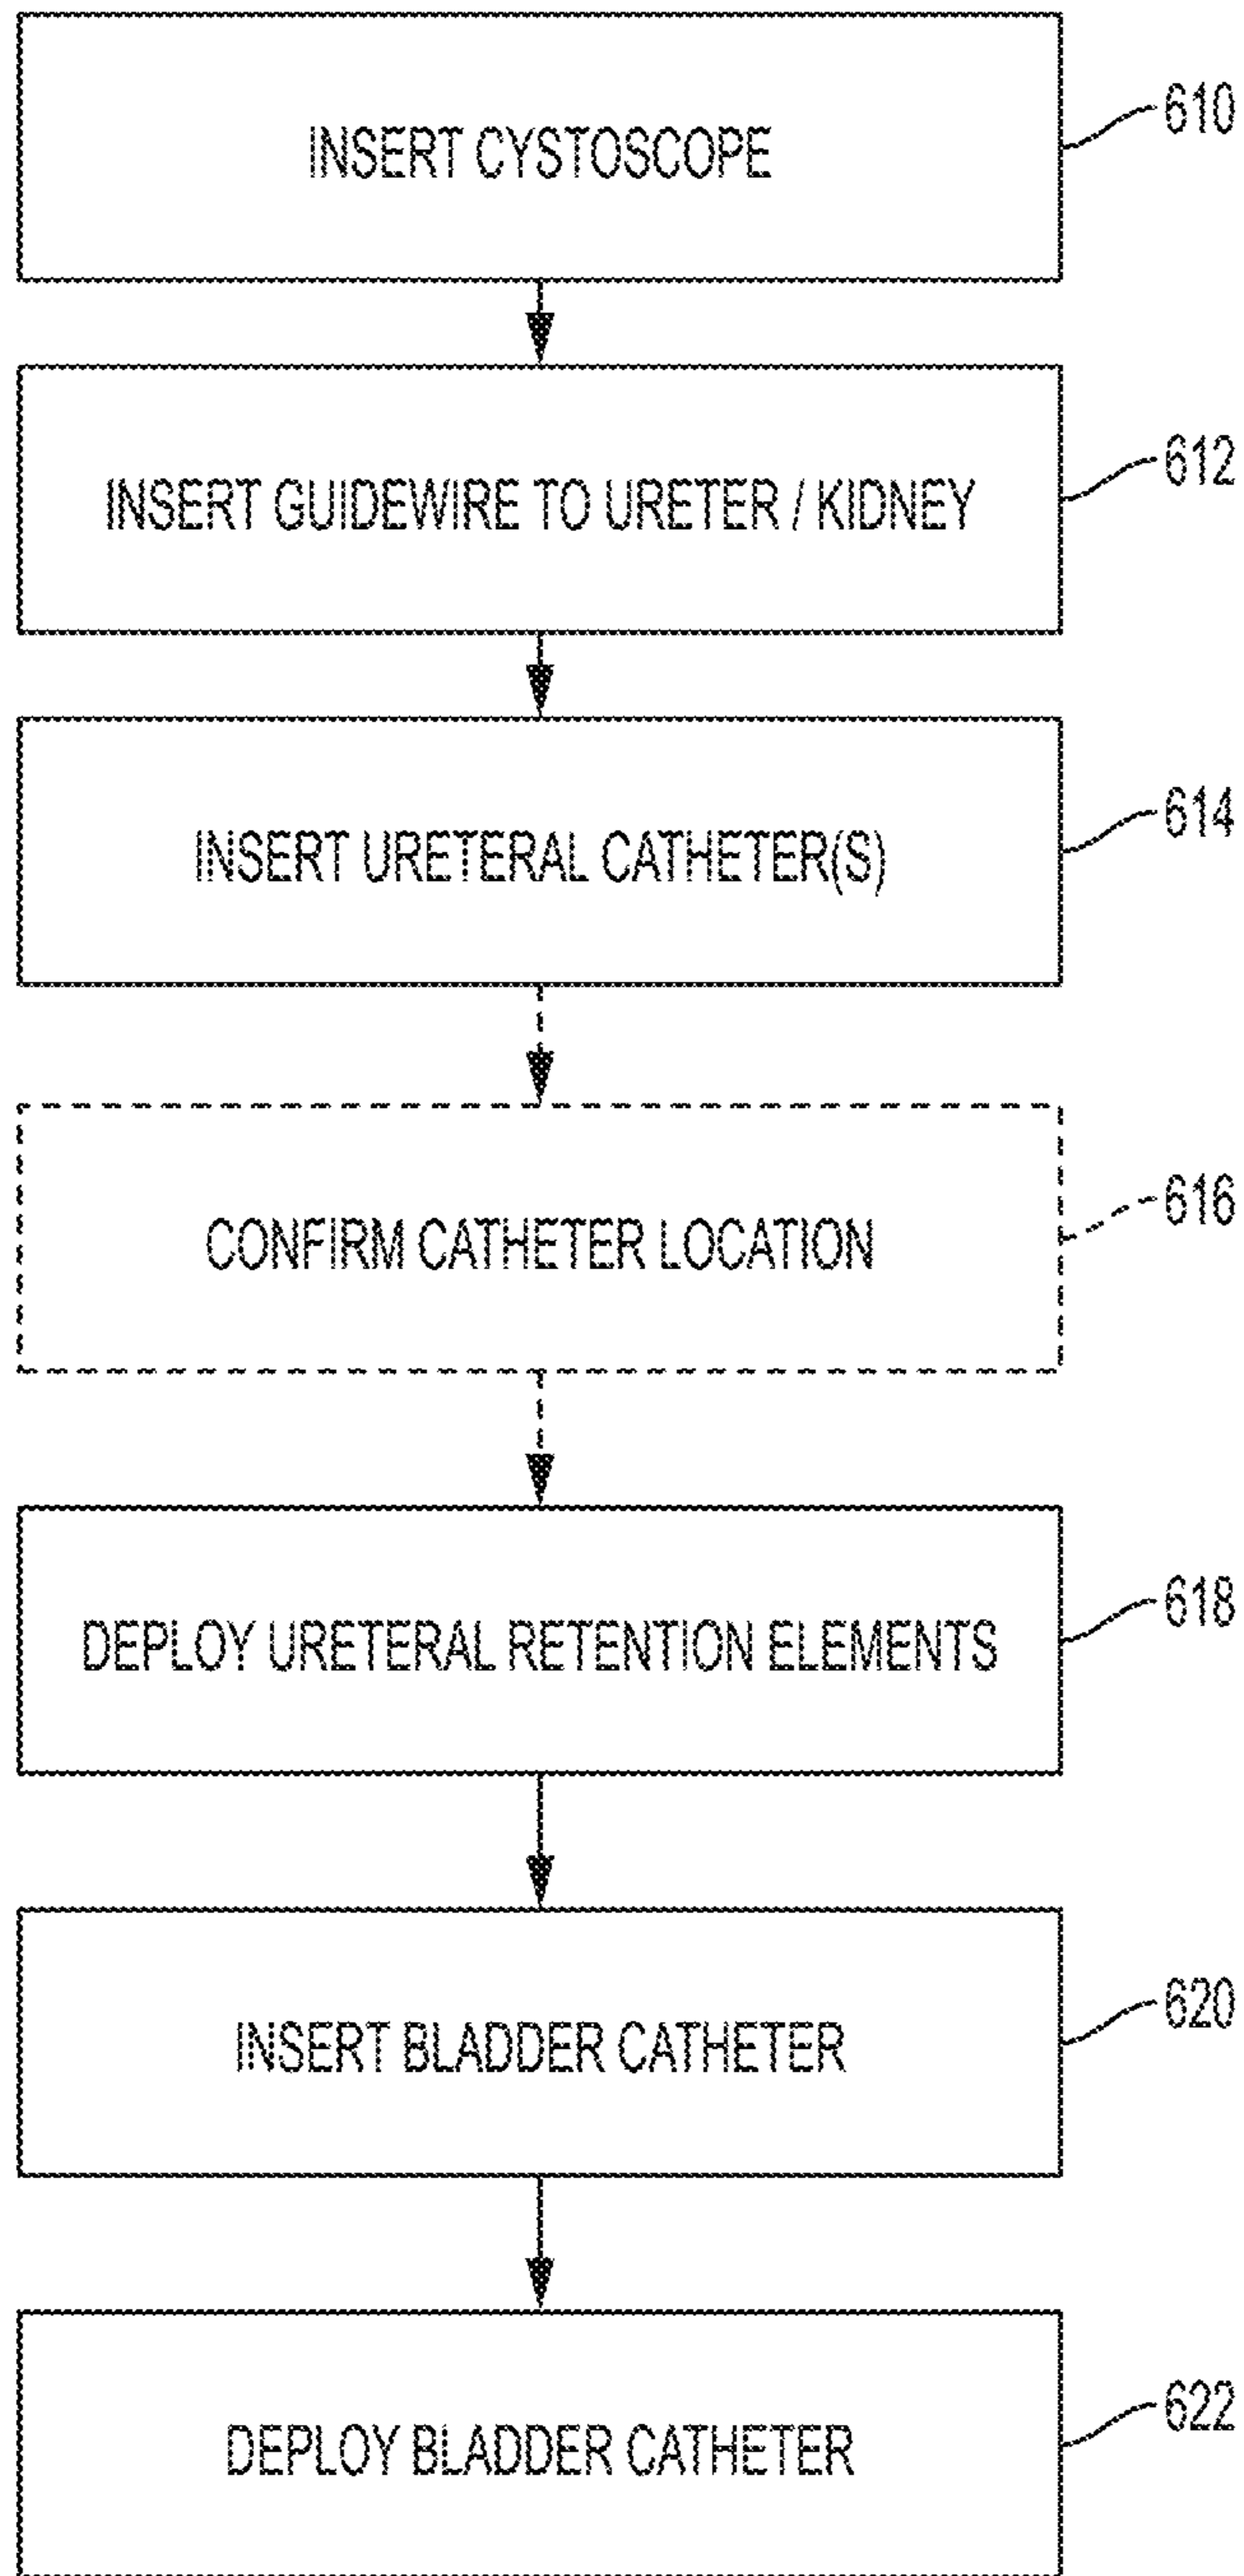 INSERT CYSTOSCOPE
610
INSERT GUIDEWIRE TO URETER / KIDNEY
612
INSERT URETERAL CATHETER(S)
614
CONFIRM CATHETER LOCATION
616
DEPLOY URETERAL RETENTION ELEMENTS
618
INSERT BLADDER CATHETER
620
DEPLOY BLADDER CATHETER
622